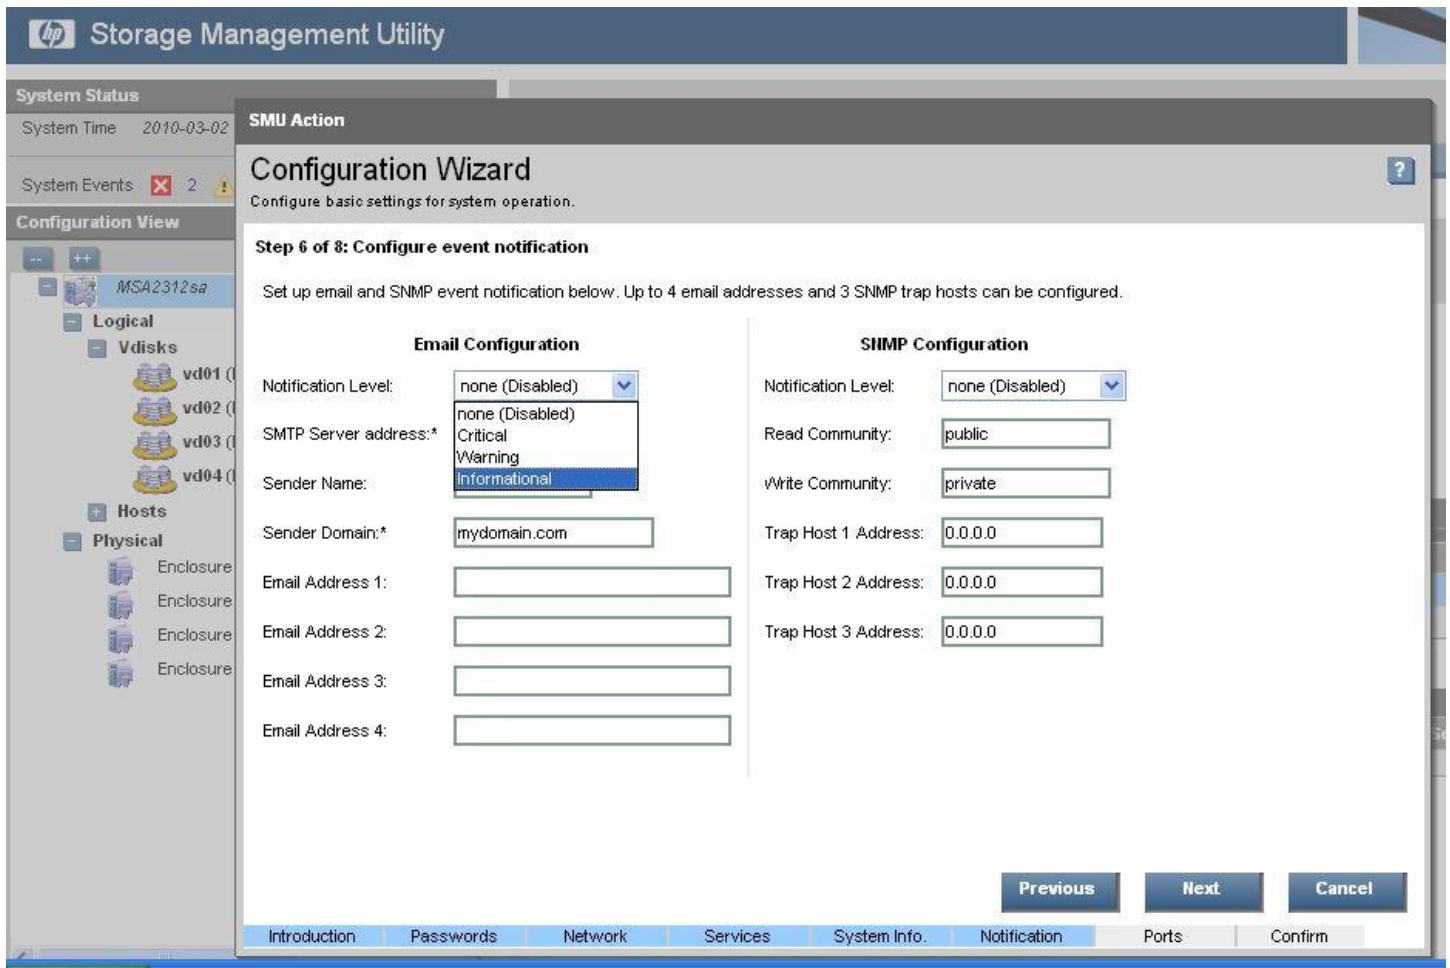 hp Storage Management Utility
System Status
System Time 2010-03-02
System Events 2
Configuration View
-- ++
MSA2312sa
Logical
Vdisks
vd01 (
vd02 (
vd03 (
vd04 (
Hosts
Physical
Enclosure
Enclosure
Enclosure
Enclosure
SMU Action
Configuration Wizard
?
Configure basic settings for system operation.
Step 6 of 8: Configure event notification
Set up email and SNMP event notification below. Up to 4 email addresses and 3 SNMP trap hosts can be configured.
Email Configuration
Notification Level: none (Disabled)
none (Disabled)
Critical
Warning
Informational
SMTP Server address:*
Sender Name:
Sender Domain:* mydomain.com
Email Address 1:
Email Address 2:
Email Address 3:
Email Address 4:
SNMP Configuration
Notification Level: none (Disabled)
Read Community: public
Write Community: private
Trap Host 1 Address: 0.0.0.0
Trap Host 2 Address: 0.0.0.0
Trap Host 3 Address: 0.0.0.0
Previous Next Cancel
Introduction Passwords Network Services System Info. Notification Ports Confirm